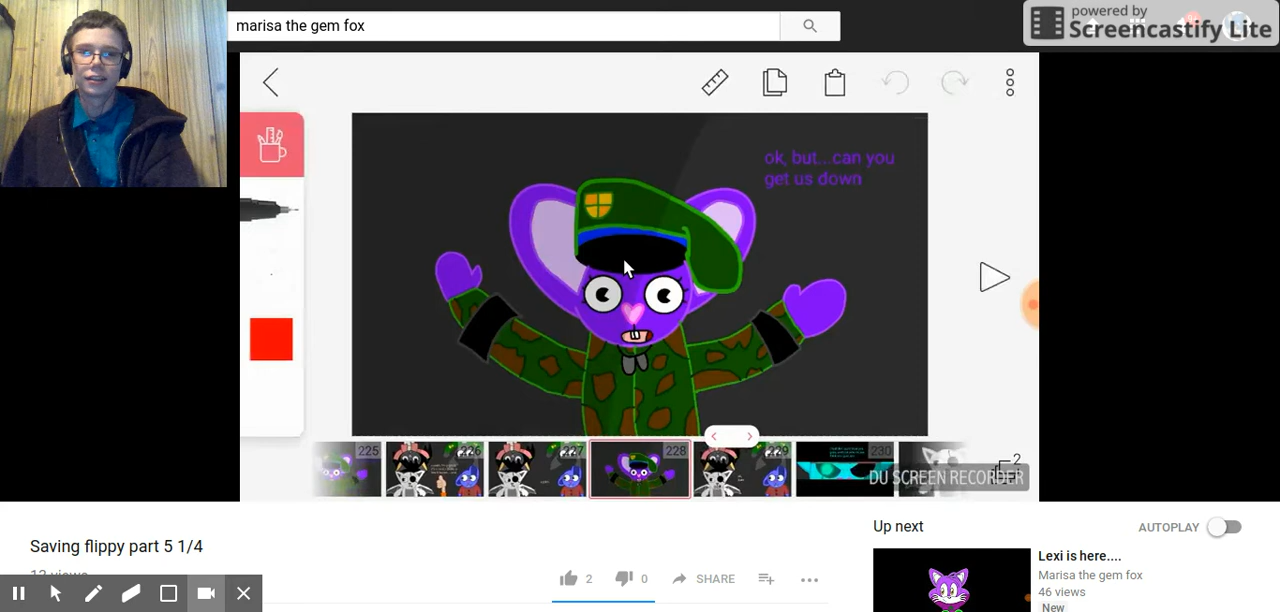 marisa the gem fox
powered by
Screencastify Lite
ok, but...can you
get us down
225
226
227
228
229
230
2
DU SCREEN RECORDER
Saving flippy part 5 1/4
Up next
AUTOPLAY
2
0
SHARE
Lexi is here....
Marisa the gem fox
46 views
New